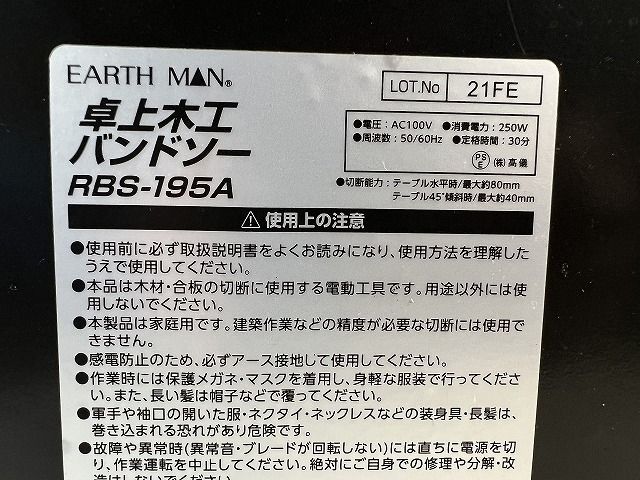 EARTH MAN®
LOT.No 21FE
卓上木工
バンドソー
RBS-195A
●電圧:AC100V ●消費電力:250W
●周波数:50/60Hz ●定格時間:30分
PSE (株)高儀
●切断能力:テーブル水平時/最大約80mm
テーブル45°傾斜時/最大約40mm
⚠使用上の注意
●使用前に必ず取扱説明書をよくお読みになり、使用方法を理解した
うえで使用してください。
●本品は木材・合板の切断に使用する電動工具です。用途以外には使
用しないでください。
●本製品は家庭用です。建築作業などの精度が必要な切断には使用で
きません。
●感電防止のため、必ずアース接地して使用してください。
●作業時には保護メガネ・マスクを着用し、身軽な服装で行ってくださ
い。また、長い髪は帽子などで覆ってください。
●軍手や袖口の開いた服・ネクタイ・ネックレスなどの装身具・長髪は、
巻き込まれる恐れがあり危険です。
●故障や異常時(異常音・ブレードが回転しない)には直ちに電源を切
り、作業運転を中止してください。絶対にご自身での修理や分解・改
造はしないでください。